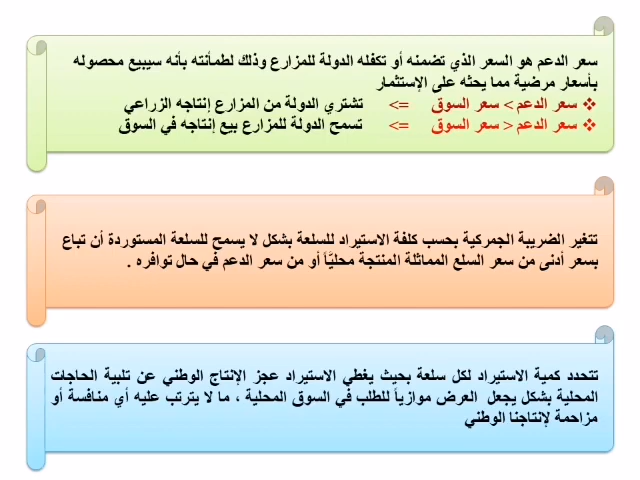 سعر الدعم هو السعر الذي تضمنه أو تكفله الدولة للمزارع وذلك لطمأنته بأنه سيبيع محصوله
بأسعار مرضية مما يحثه على الإستثمار
❖ سعر الدعم > سعر السوق => تشتري الدولة من المزارع إنتاجه الزراعي
❖ سعر الدعم < سعر السوق => تسمح الدولة للمزارع بيع إنتاجه في السوق
تتغير الضريبة الجمركية بحسب كلفة الاستيراد للسلعة بشكل لا يسمح للسلعة المستوردة أن تباع
بسعر أدنى من سعر السلع المماثلة المنتجة محليًّا أو من سعر الدعم في حال توافره .
تتحدد كمية الاستيراد لكل سلعة بحيث يغطي الاستيراد عجز الإنتاج الوطني عن تلبية الحاجات
المحلية بشكل يجعل العرض موازياً للطلب في السوق المحلية ، ما لا يترتب عليه أي منافسة أو
مزاحمة لإنتاجنا الوطني